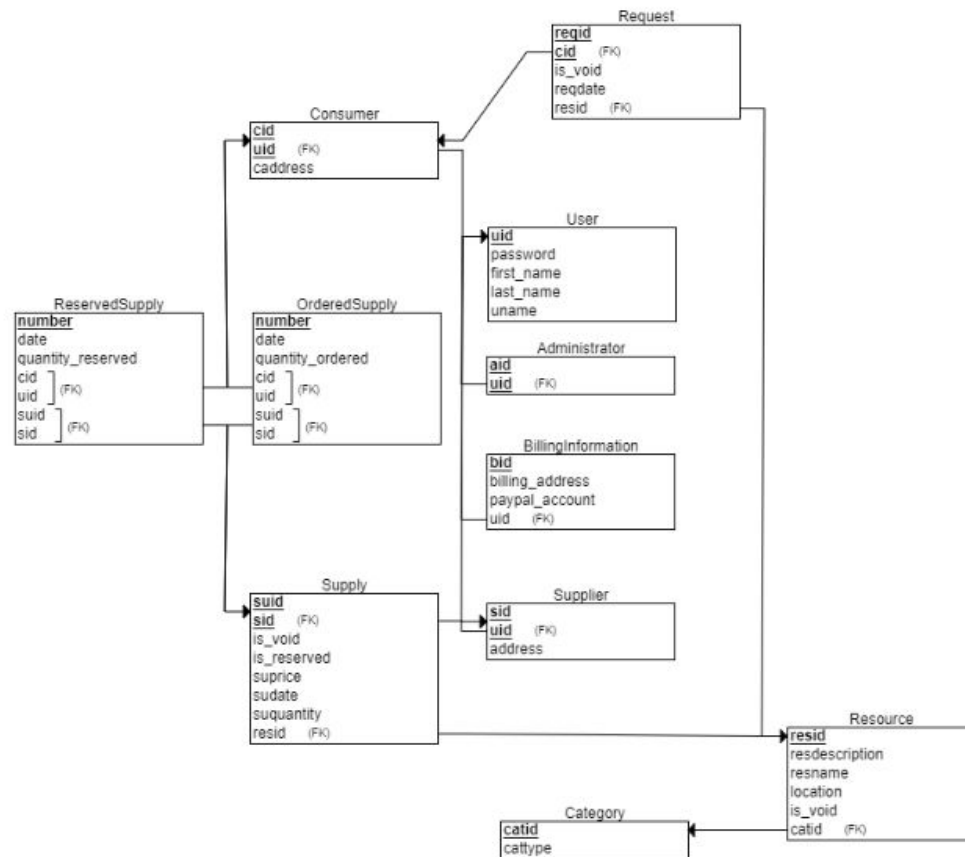 Request
reqid
cid (FK)
is_void
reqdate
resid (FK)
Consumer
cid
uid (FK)
caddress
User
uid
password
first_name
last_name
uname
ReservedSupply
number
date
quantity_reserved
cid
uid
(FK)
suid
sid
(FK)
OrderedSupply
number
date
quantity_ordered
cid
uid
(FK)
suid
sid
(FK)
Administrator
aid
uid (FK)
BillingInformation
bid
billing_address
paypal_account
uid (FK)
Supply
suid
sid (FK)
is_void
is_reserved
suprice
sudate
suquantity
resid (FK)
Supplier
sid
uid (FK)
address
Resource
resid
resdescription
resname
location
is_void
catid (FK)
Category
catid
cattype